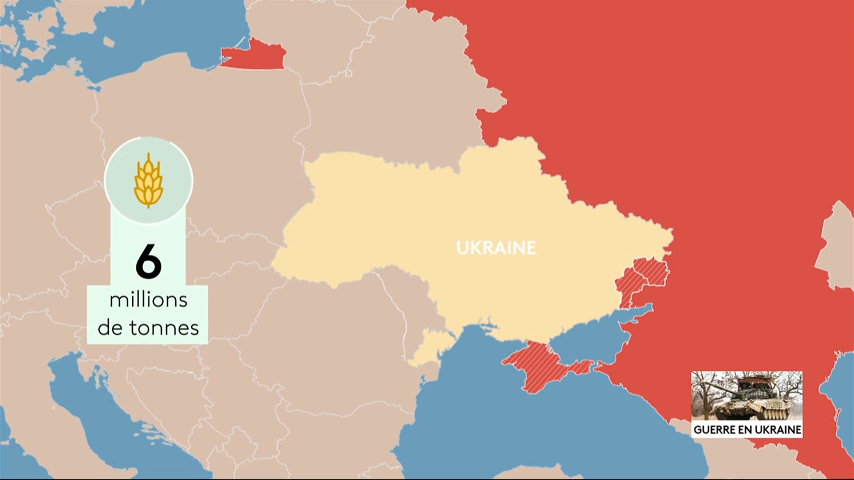 UKRAINE
6
millions
de tonnes
GUERRE EN UKRAINE